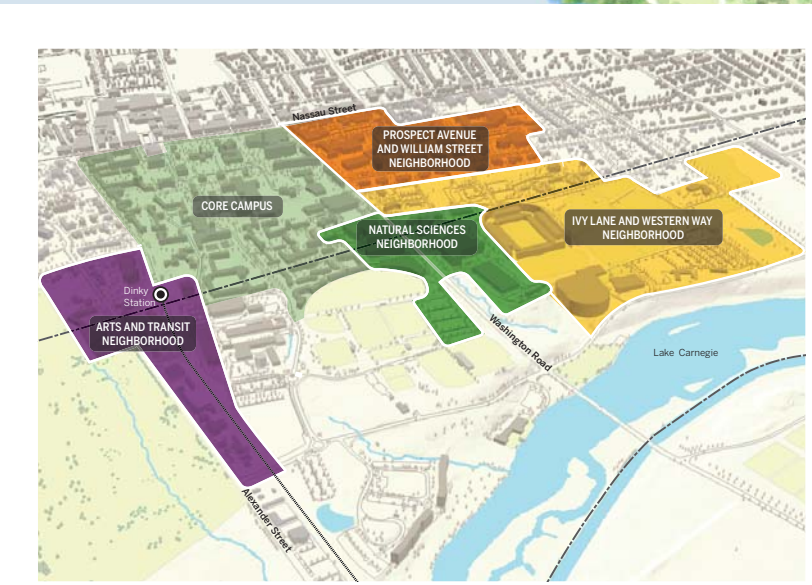 Nassau Street
PROSPECT AVENUE
AND WILLIAM STREET
NEIGHBORHOOD
CORE CAMPUS
NATURAL SCIENCES
NEIGHBORHOOD
IVY LANE AND WESTERN WAY
NEIGHBORHOOD
Dinky
Station
ARTS AND TRANSIT
NEIGHBORHOOD
Washington Road
Lake Carnegie
Alexander Street